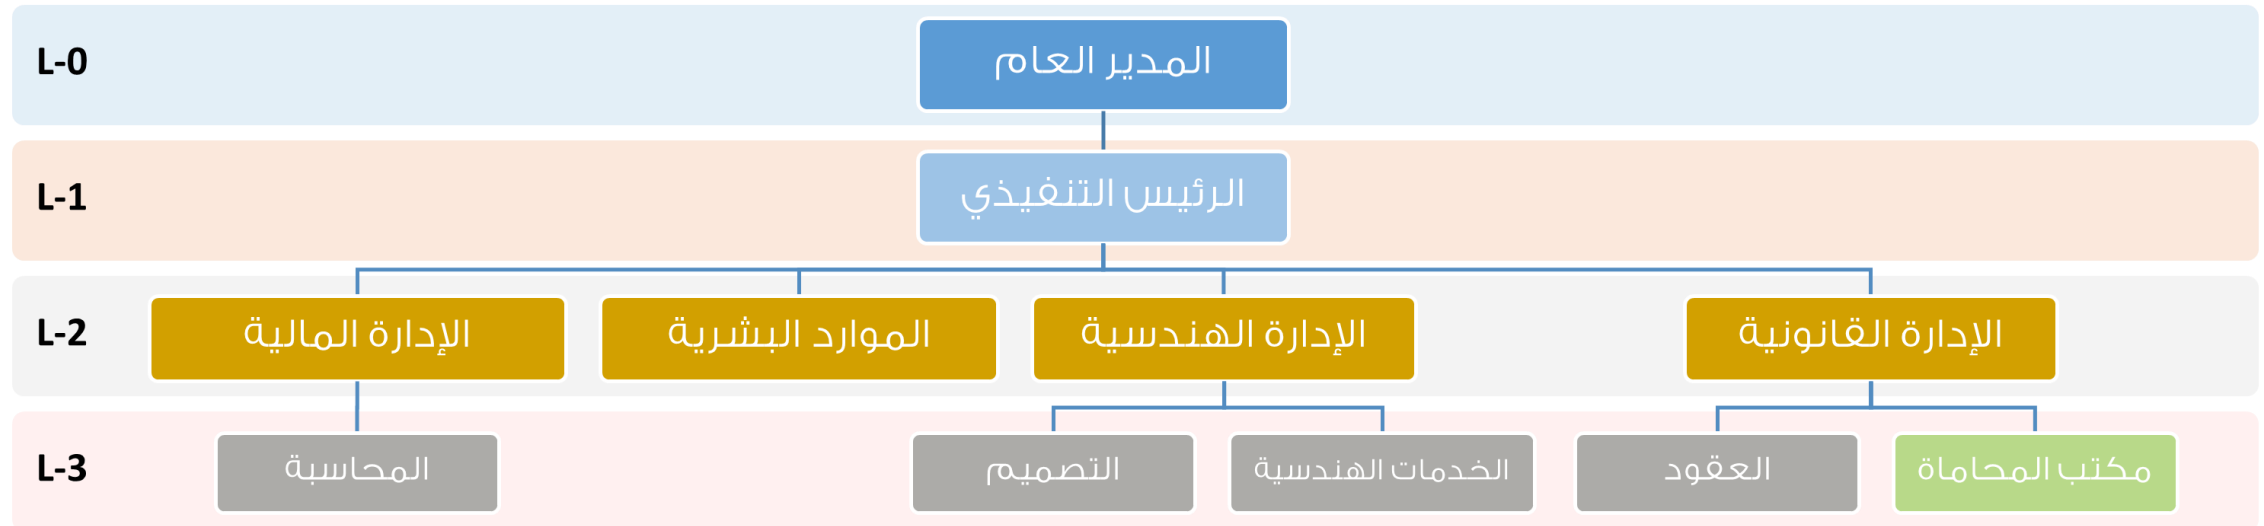 L-0
المدير العام
L-1
الرئيس التنفيذي
L-2
الإدارة القانونية
الإدارة الهندسية
الموارد البشرية
الإدارة المالية
L-3
مكتب المحاماة
العقود
الخدمات الهندسية
التصميم
المحاسبة